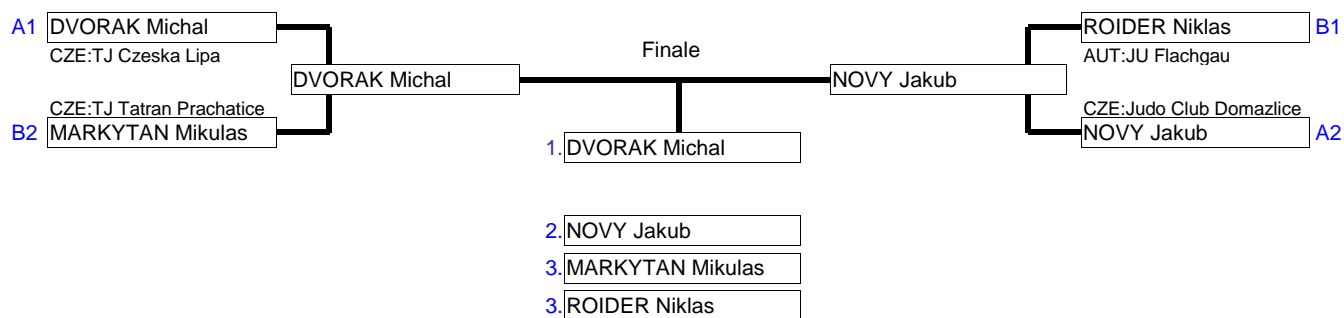 A1 DVORAK Michal
CZE:TJ Czeska Lipa
DVORAK Michal
CZE:TJ Tatran Prachatice
B2 MARKYTAN Mikulas
Finale
ROIDER Niklas B1
AUT:JU Flachgau
NOVY Jakub
CZE:Judo Club Domazlice
NOVY Jakub A2
1. DVORAK Michal
2. NOVY Jakub
3. MARKYTAN Mikulas
3. ROIDER Niklas